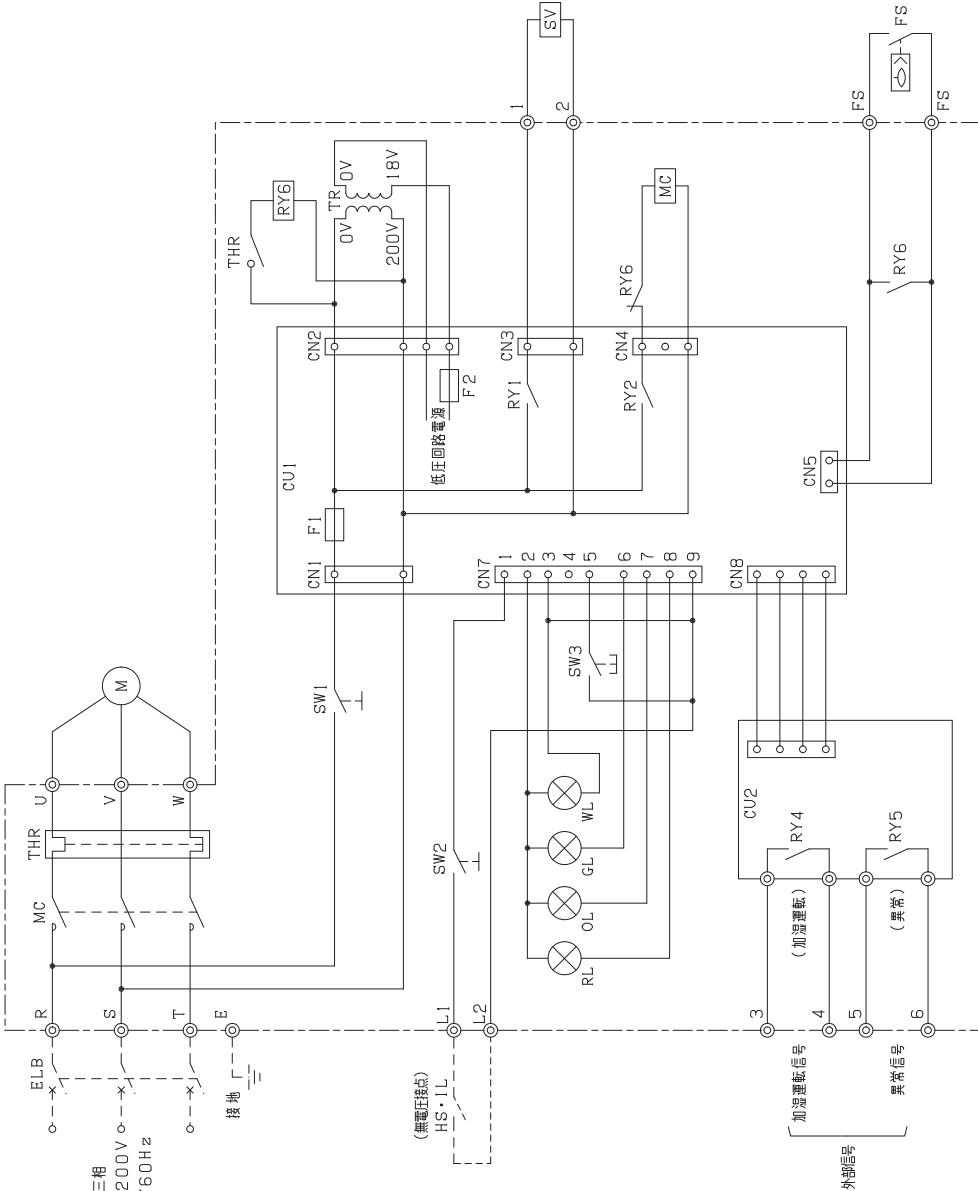 三相
200V
60Hz
ELB
接地
R
S
T
E
MC
THR
U
V
W
M
SW1
CN1
F1
CU1
CN2
THR
RY6
0V
200V
TR
0V
18V
F2
低圧回路電源
CN3
RY1
1
2
SV
CN4
RY2
RY6
MC
CN5
RY6
FS
FS
FS
CN7
1
2
3
4
5
6
7
8
9
SW3
CN8
(無電圧接点)
HS・IL
L1
L2
SW2
WL
GL
OL
RL
CU2
RY4
(加湿運転)
RY5
(異常)
3
4
5
6
加湿運転信号
異常信号
外部信号